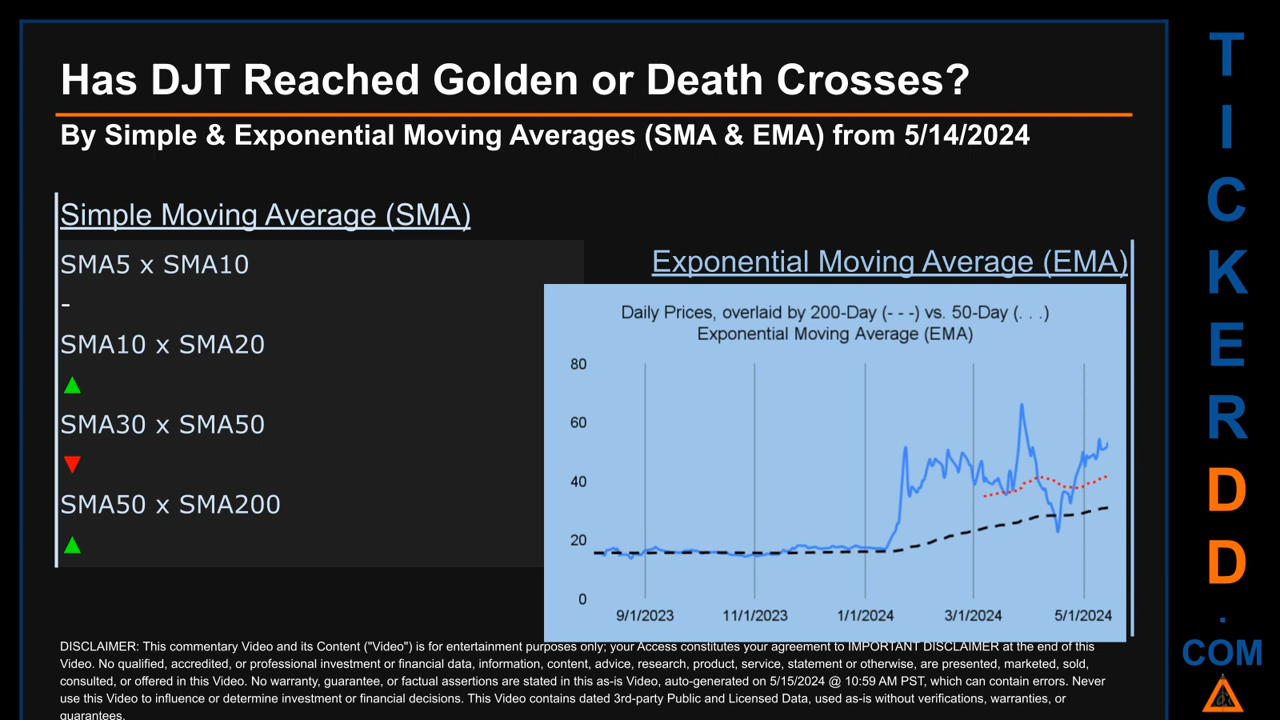 Has DJT Reached Golden or Death Crosses?
By Simple & Exponential Moving Averages (SMA & EMA) from 5/14/2024
Simple Moving Average (SMA)
SMA5 x SMA10
-
SMA10 x SMA20
▲
SMA30 x SMA50
▼
SMA50 x SMA200
▲
Exponential Moving Average (EMA)
Daily Prices, overlaid by 200-Day (- - -) vs. 50-Day (. . .)
Exponential Moving Average (EMA)
80
60
40
20
0
9/1/2023 11/1/2023 1/1/2024 3/1/2024 5/1/2024
DISCLAIMER: This commentary Video and its Content ("Video") is for entertainment purposes only; your Access constitutes your agreement to IMPORTANT DISCLAIMER at the end of this
Video. No qualified, accredited, or professional investment or financial data, information, content, advice, research, product, service, statement or otherwise, are presented, marketed, sold,
consulted, or offered in this Video. No warranty, guarantee, or factual assertions are stated in this as-is Video, auto-generated on 5/15/2024 @ 10:59 AM PST, which can contain errors. Never
use this Video to influence or determine investment or financial decisions. This Video contains dated 3rd-party Public and Licensed Data, used as-is without verifications, warranties, or
guarantees.
T
I
C
K
E
R
D
D
.
COM